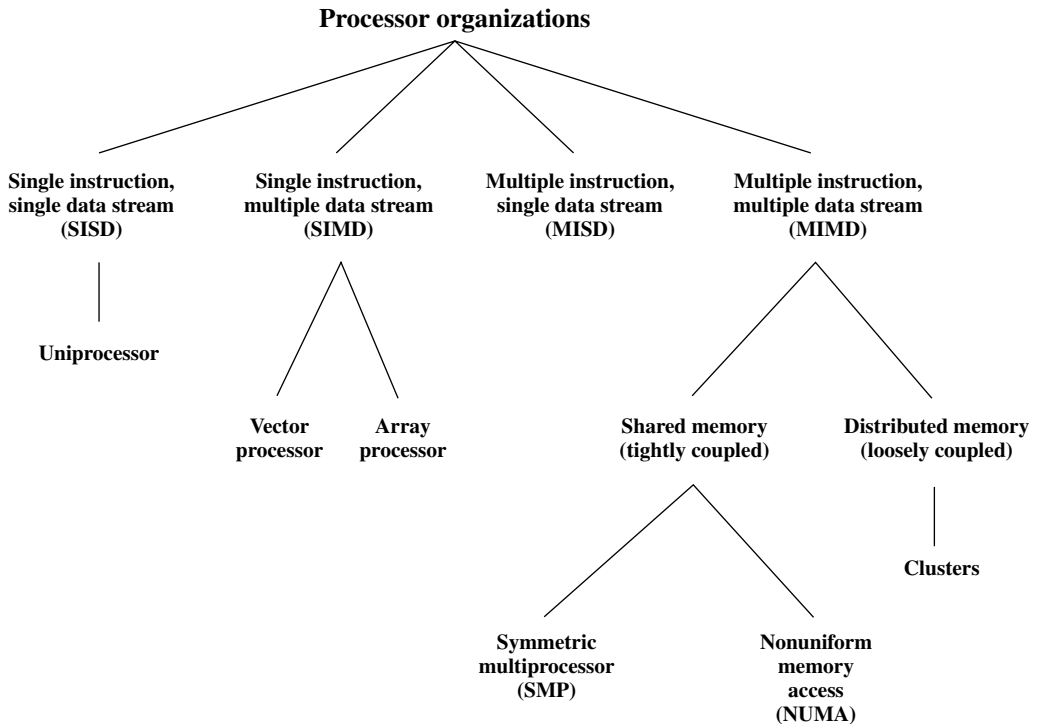 Processor organizations
Single instruction,
single data stream
(SISD)
Single instruction,
multiple data stream
(SIMD)
Multiple instruction,
single data stream
(MISD)
Multiple instruction,
multiple data stream
(MIMD)
Uniprocessor
Vector
processor
Array
processor
Shared memory
(tightly coupled)
Distributed memory
(loosely coupled)
Clusters
Symmetric
multiprocessor
(SMP)
Nonuniform
memory
access
(NUMA)